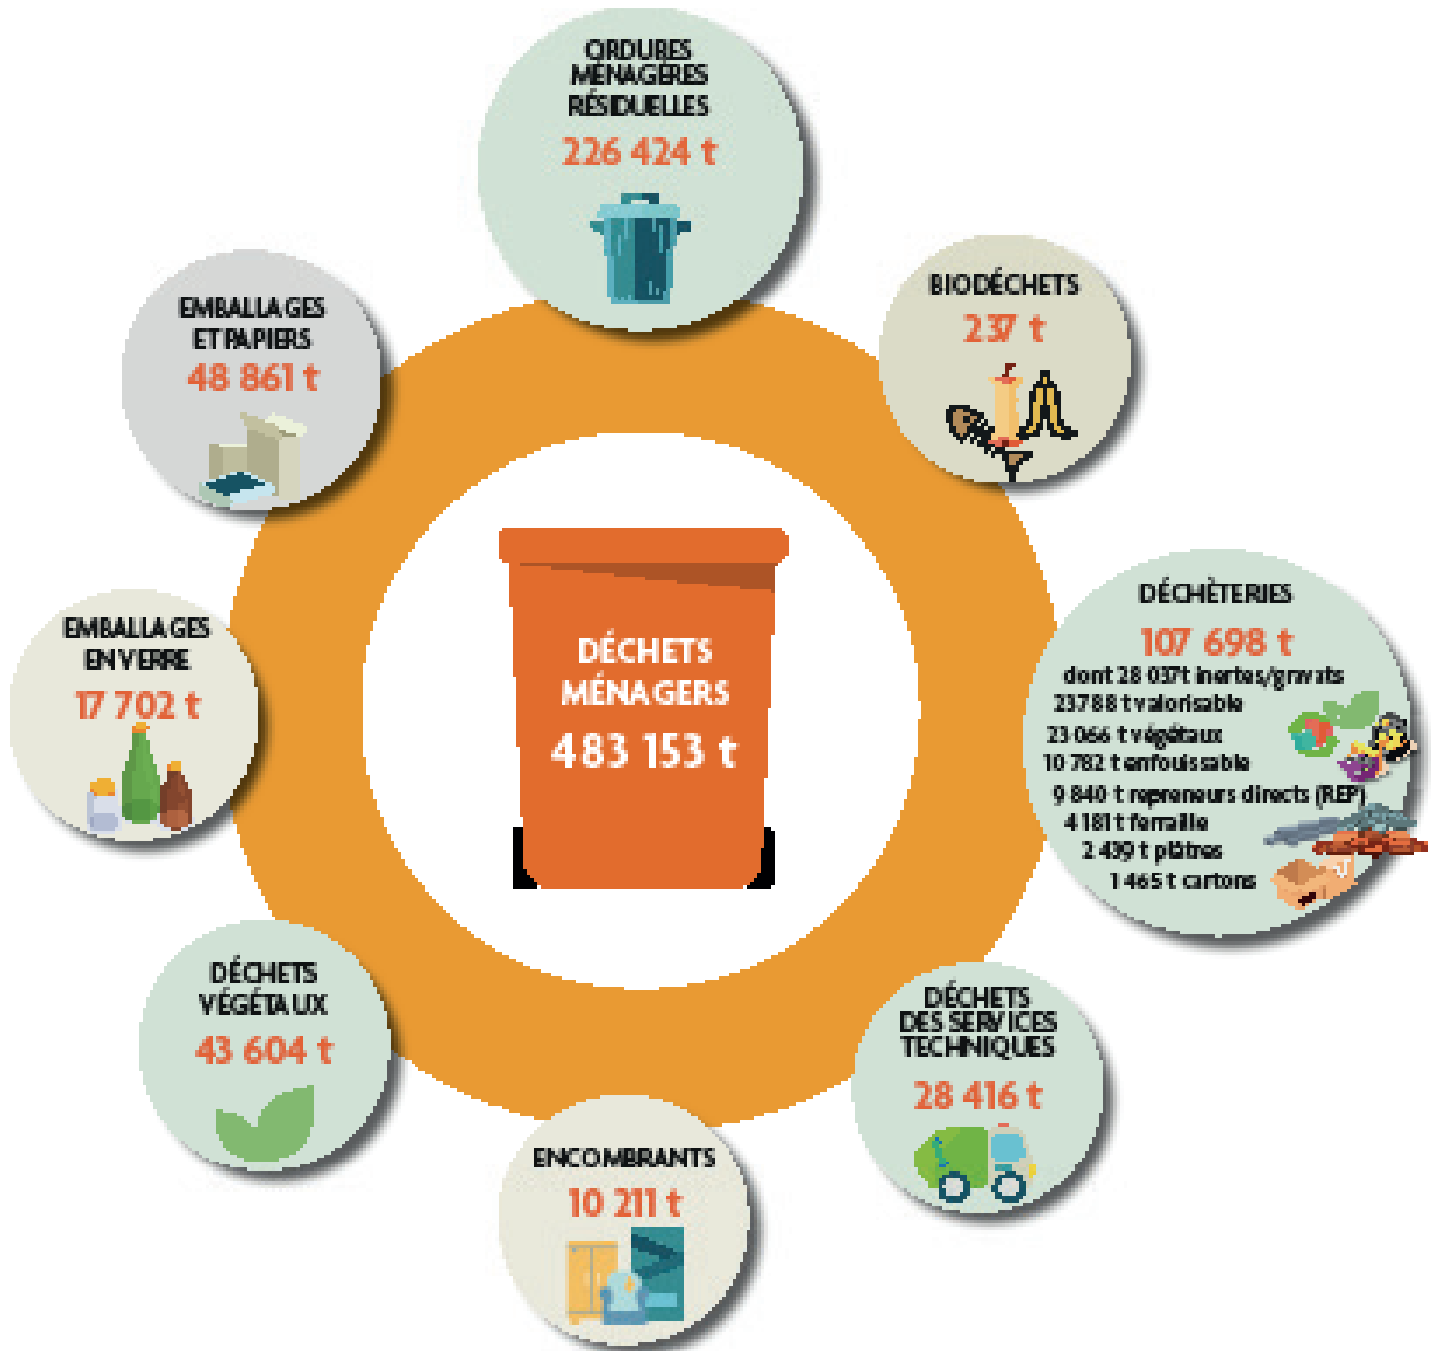 ORDURES
MÉNAGÈRES
RÉSIDUELLES
226 424 t
BIODÉCHETS
237 t
EMBALLAGES
ET PAPIERS
48 861 t
DÉCHÈTERIES
107 698 t
dont 28 037t inertes/gravats
23788 t valorisable
23 066 t végétaux
10 782 t enfouissable
9 840 t repreneurs directs (REP)
4 181 t ferraille
2 439 t plâtres
1 465 t cartons
EMBALLAGES
EN VERRE
17 702 t
DÉCHETS
MÉNAGERS
483 153 t
DÉCHETS
VÉGÉTAUX
43 604 t
DÉCHETS
DES SERVICES
TECHNIQUES
28 416 t
ENCOMBRANTS
10 211 t